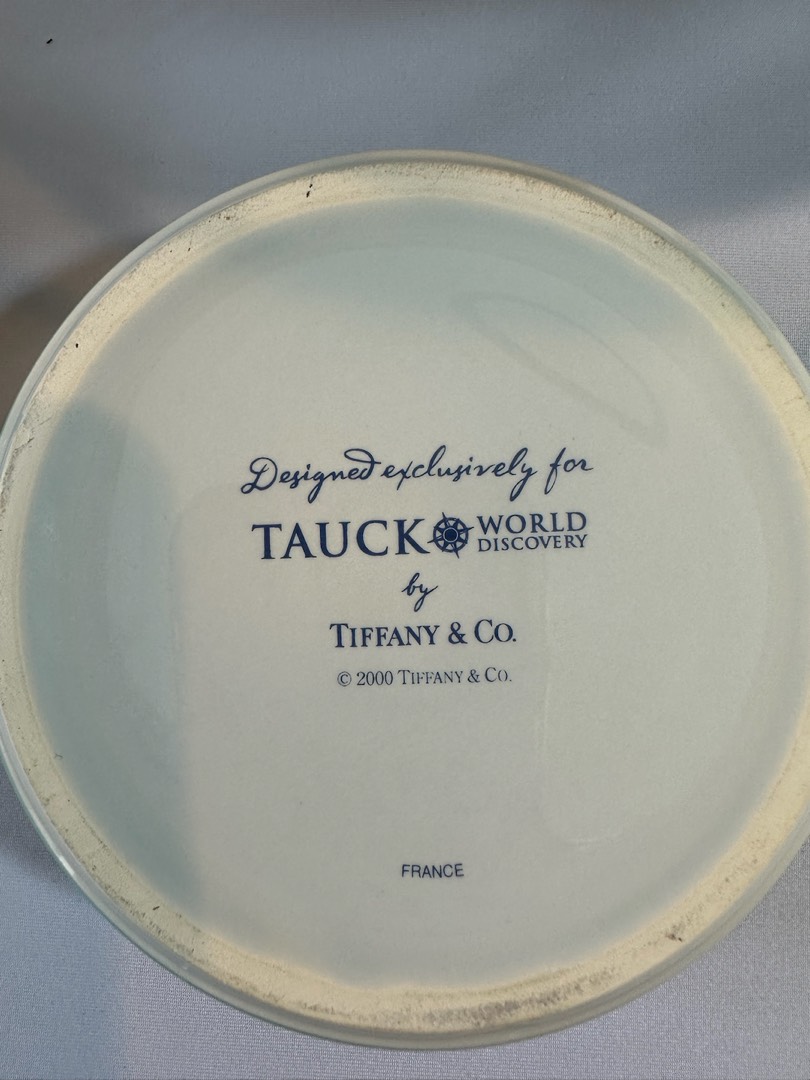 Designed exclusively for
TAUCK WORLD DISCOVERY
by
TIFFANY & CO.
© 2000 TIFFANY & CO.
FRANCE